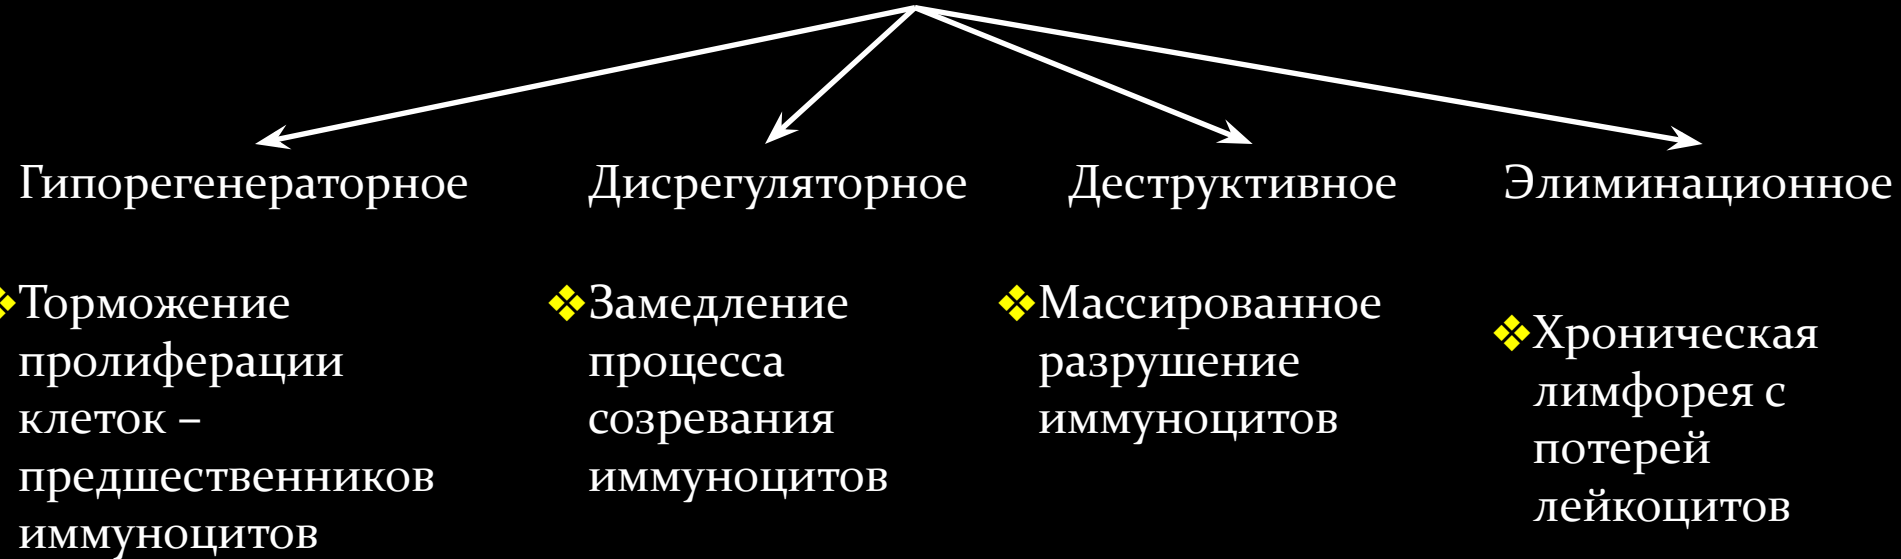 Гипорегенераторное
Дисрегуляторное
Деструктивное
Элиминационное
Торможение
пролиферации
клеток –
предшественников
иммуноцитов
Замедление
процесса
созревания
иммуноцитов
Массированное
разрушение
иммуноцитов
Хроническая
лимфорея с
потерей
лейкоцитов